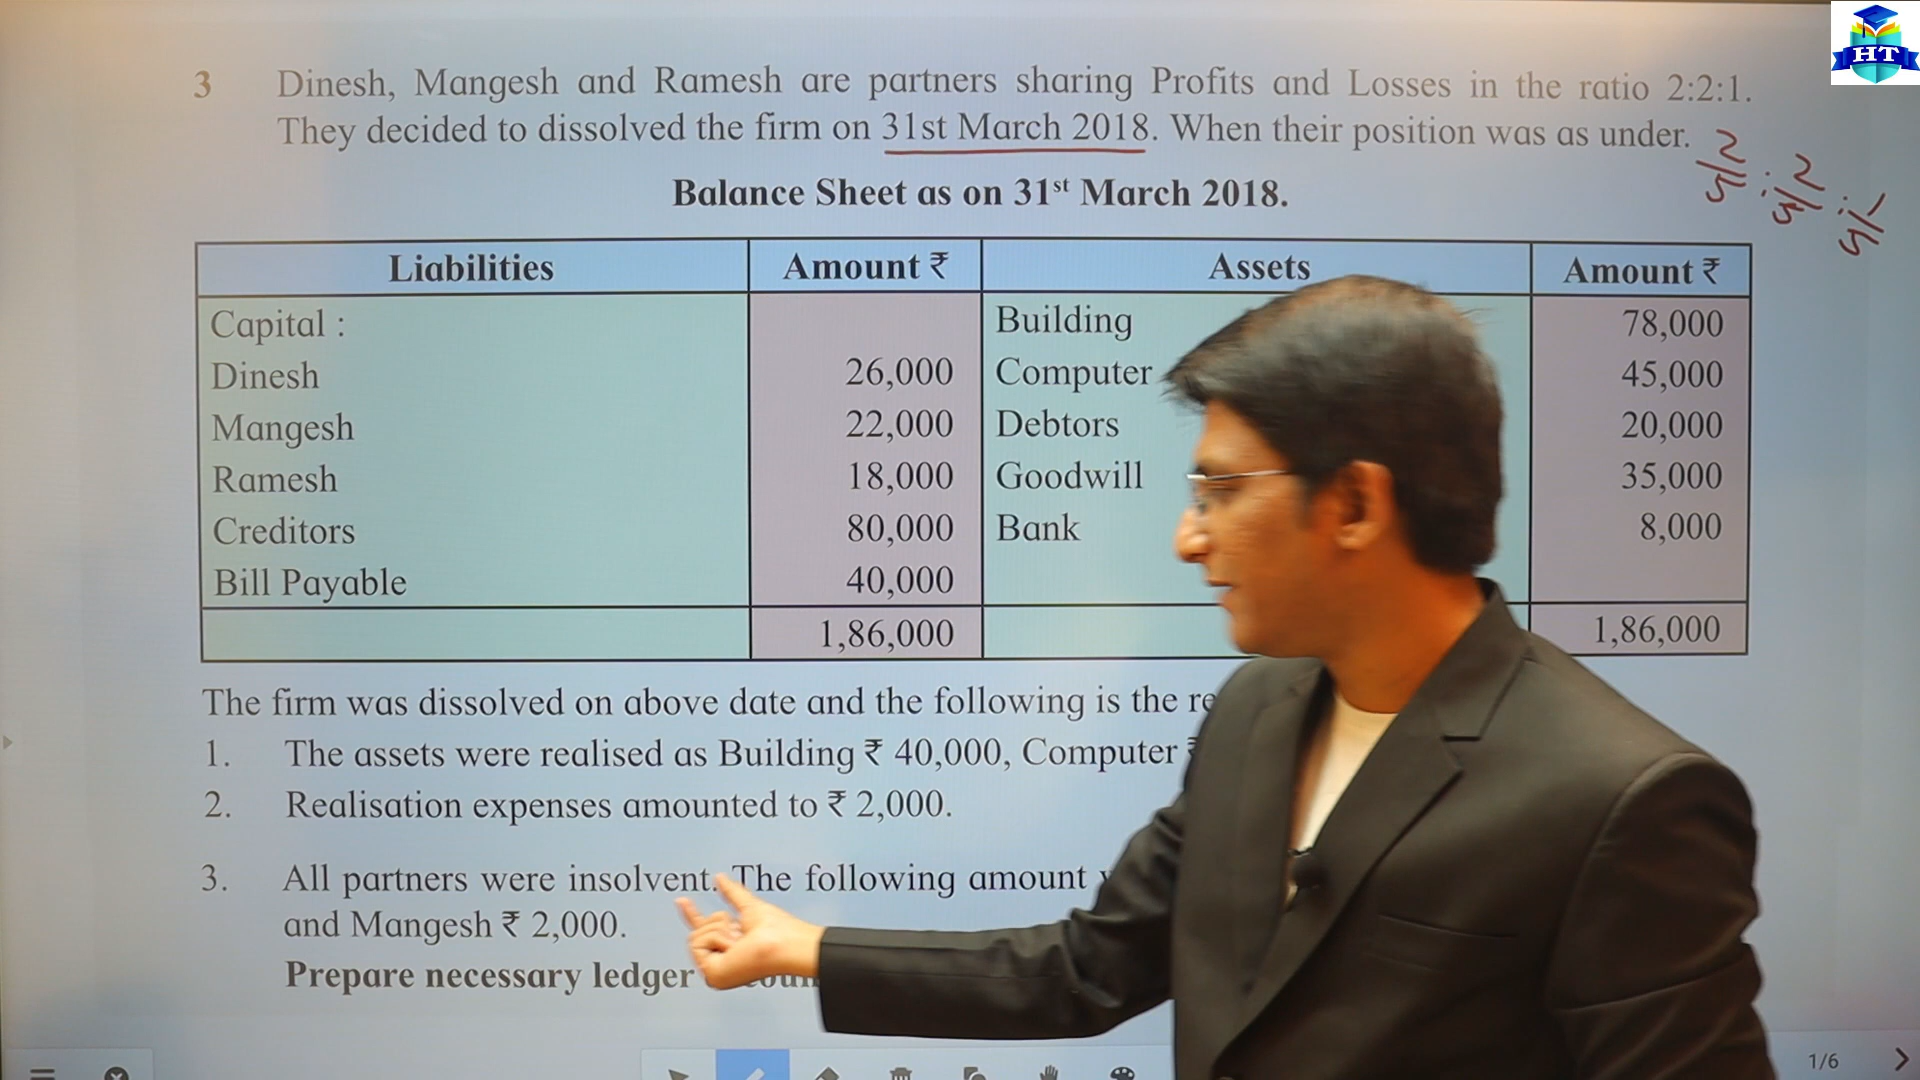 HT
3 Dinesh, Mangesh and Ramesh are partners sharing Profits and Losses in the ratio 2:2:1.
They decided to dissolved the firm on 31st March 2018. When their position was as under.
2/5 : 2/5 : 1/5
Balance Sheet as on 31st March 2018.
Liabilities Amount ₹ Assets Amount ₹
Capital : Building 78,000
Dinesh 26,000 Computer 45,000
Mangesh 22,000 Debtors 20,000
Ramesh 18,000 Goodwill 35,000
Creditors 80,000 Bank 8,000
Bill Payable 40,000
1,86,000 1,86,000
The firm was dissolved on above date and the following is the
1. The assets were realised as Building ₹ 40,000, Computer
2. Realisation expenses amounted to ₹ 2,000.
3. All partners were insolvent. The following amount
and Mangesh ₹ 2,000.
Prepare necessary ledger
1/6